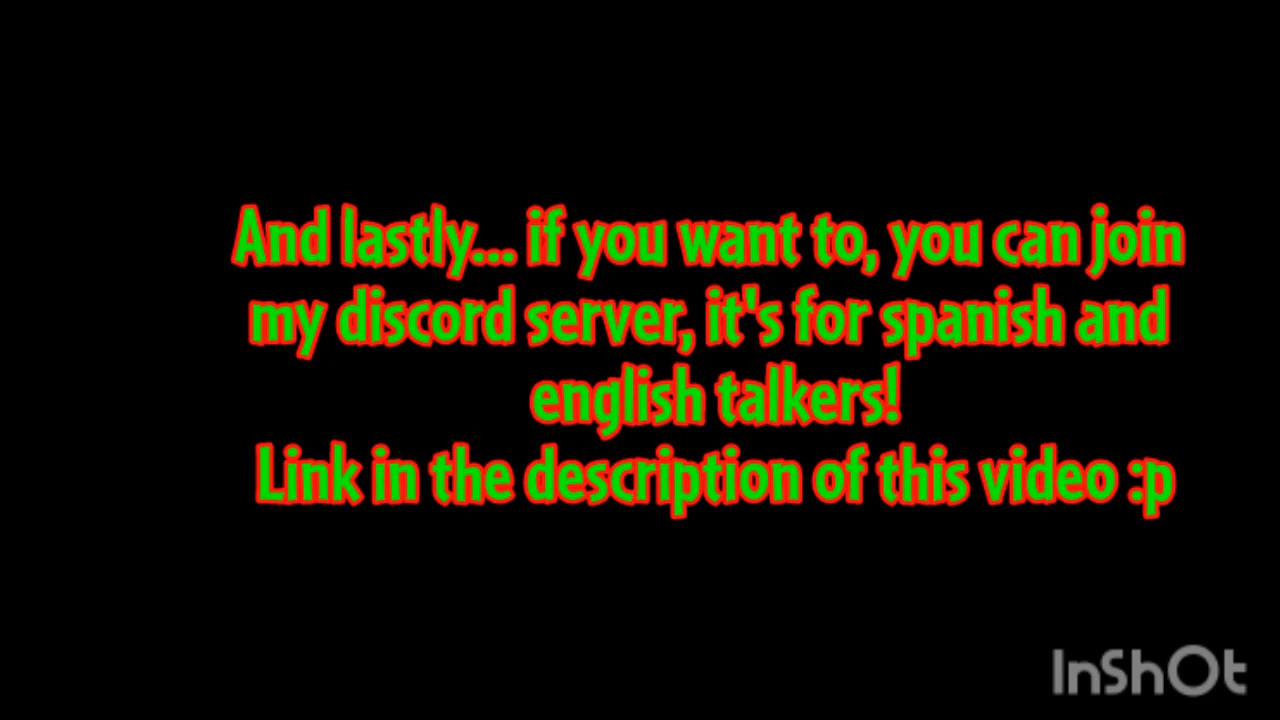 And lastly... if you want to, you can join
my discord server, it's for spanish and
english talkers!
Link in the description of this video :p
InShOt